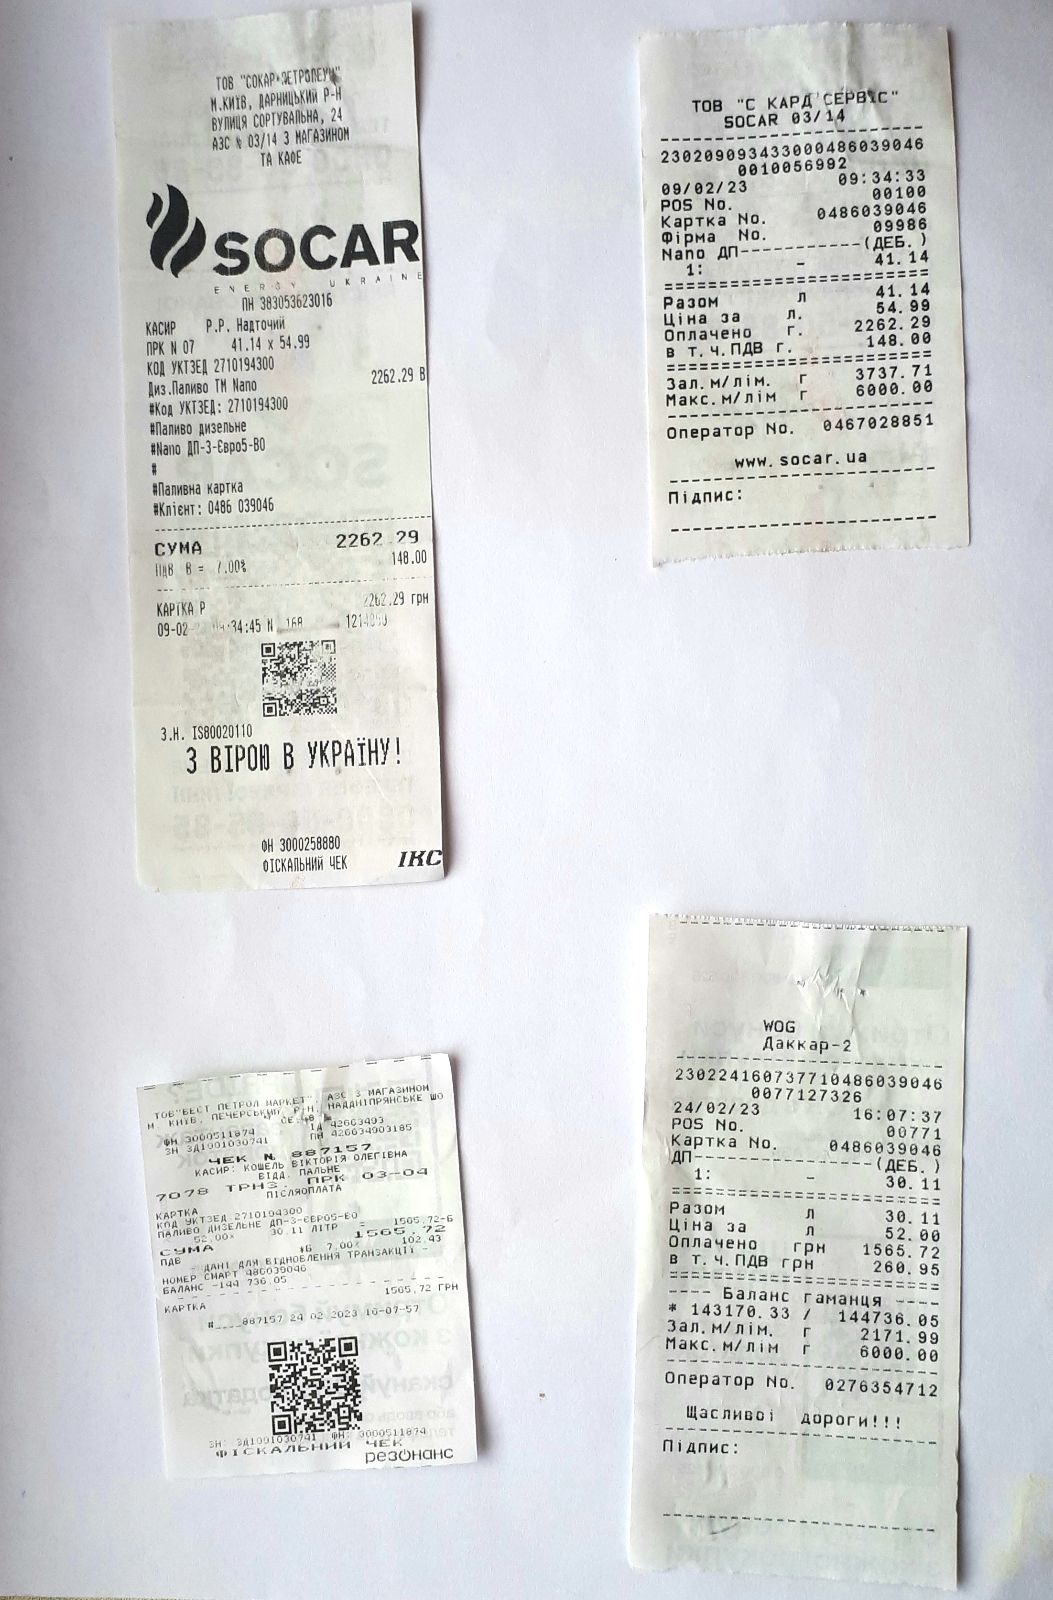 ТОВ "СОКАР ПЕТРОЛЕУМ"
М.КИЇВ, ДАРНИЦЬКИЙ Р-Н
ВУЛИЦЯ СОРТУВАЛЬНА, 24
АЗС № 03/14 З МАГАЗИНОМ
ТА КАФЕ
SOCAR
ENERGY UKRAINE
ПН 383053623016
КАСИР Р.Р. Надточий
ПРК N 07 41.14 x 54.99
КОД УКТЗЕД 2710194300
Диз.Паливо ТМ Nano 2262.29 В
#Код УКТЗЕД: 2710194300
#Паливо дизельне
#Nano ДП-З-Євро5-В0
#
#Паливна картка
#Клієнт: 0486 039046
СУМА 2262 29
ПДВ В = 7.00% 148.00
КАРТКА Р 2262.29 грн
09-02- :34:45 N 168
З.Н. IS80020110
З ВІРОЮ В УКРАЇНУ!
ФН 3000258880
ФІСКАЛЬНИЙ ЧЕК
ІКС
ТОВ "С КАРД СЕРВІС"
SOCAR 03/14
230209093433000486039046
0010056992
09/02/23 09:34:33
POS No. 00100
Картка No. 0486039046
Фірма No. 09986
Nano ДП-----------(ДЕБ.)
1: - 41.14
=========================
Разом л 41.14
Ціна за л. 54.99
Оплачено г. 2262.29
в т.ч.ПДВ г. 148.00
=========================
Зал.м/лім. г 3737.71
Макс.м/лім г 6000.00
Оператор No. 0467028851
www.socar.ua
Підпис:
ТОВ"БЕСТ ПЕТРОЛ МАРКЕТ", АЗС З МАГАЗИНОМ
М. КИЇВ, ПЕЧЕРСЬКИЙ Р-Н, НАДДНІПРЯНСЬКЕ ШО
СЕ, 8
ФН 3000511874 ІД 42663493
ЗН ЗД1991030741 ПН 426634903185
ЧЕК № 887157
КАСИР: КОШЕЛЬ ВІКТОРІЯ ОЛЕГІВНА
ВІДД. ПАЛЬНЕ
7078 ТРНЗ. ПРК 03-04
ПІСЛЯОПЛАТА
КАРТКА
КОД УКТЗЕД 2710194300
ПАЛИВО ДИЗЕЛЬНЕ ДП-З-ЄВРО5-Е0
52,00x 30.11 ЛІТР = 1565,72-Б
СУМА 1565.72
ПДВ *Б 7,00% 102,43
- ДАНІ ДЛЯ ВІДНОВЛЕННЯ ТРАНЗАКЦІЇ -
НОМЕР СМАРТ 486039046
БАЛАНС -144 736.05
КАРТКА 1565,72 ГРН
#____887157 24 02 2023 16-07-57
ЗН: ЗД1991030741 ФН: 3000511874
ФІСКАЛЬНИЙ ЧЕК
резонанс
WOG
Даккар-2
230224160737710486039046
0077127326
24/02/23 16:07:37
POS No. 00771
Картка No. 0486039046
ДП----------------(ДЕБ.)
1: - 30.11
=========================
Разом л 30.11
Ціна за л 52.00
Оплачено грн 1565.72
в т.ч.ПДВ грн 260.95
=========================
---- Баланс гаманця ----
* 143170.33 / 144736.05
Зал.м/лім. г 2171.99
Макс.м/лім г 6000.00
Оператор No. 0276354712
Щасливої дороги!!!
Підпис: